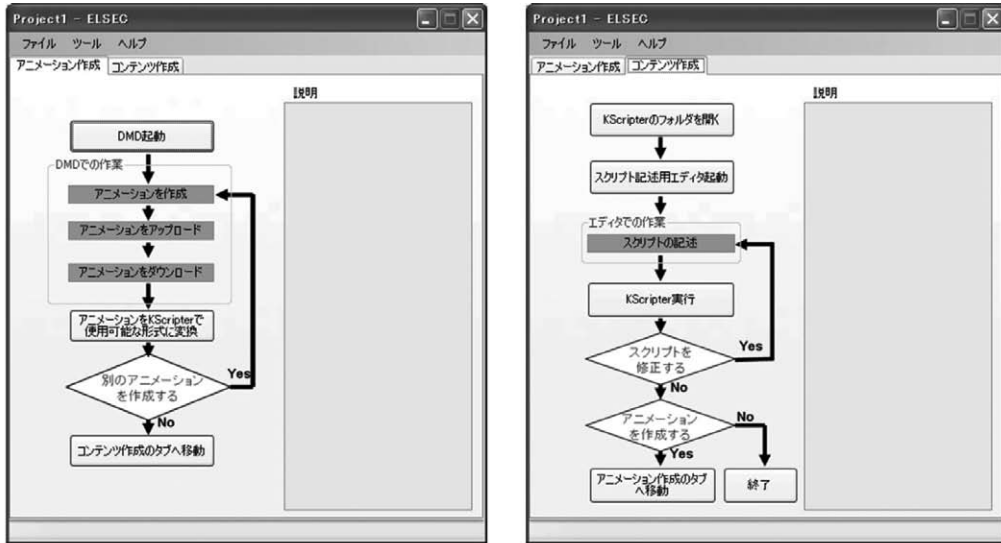 Project1 - ELSEC
ファイル ツール ヘルプ
アニメーション作成 コンテンツ作成
説明
DMD起動
DMDでの作業
アニメーションを作成
アニメーションをアップロード
アニメーションをダウンロード
アニメーションをKScripterで
使用可能な形式に変換
別のアニメーション
を作成する
Yes
No
コンテンツ作成のタブへ移動
Project1 - ELSEC
ファイル ツール ヘルプ
アニメーション作成 コンテンツ作成
説明
KScripterのフォルダを開く
スクリプト記述用エディタ起動
エディタでの作業
スクリプトの記述
KScripter実行
スクリプトを
修正する
Yes
No
アニメーション
を作成する
No
Yes
アニメーション作成のタブ
へ移動
終了